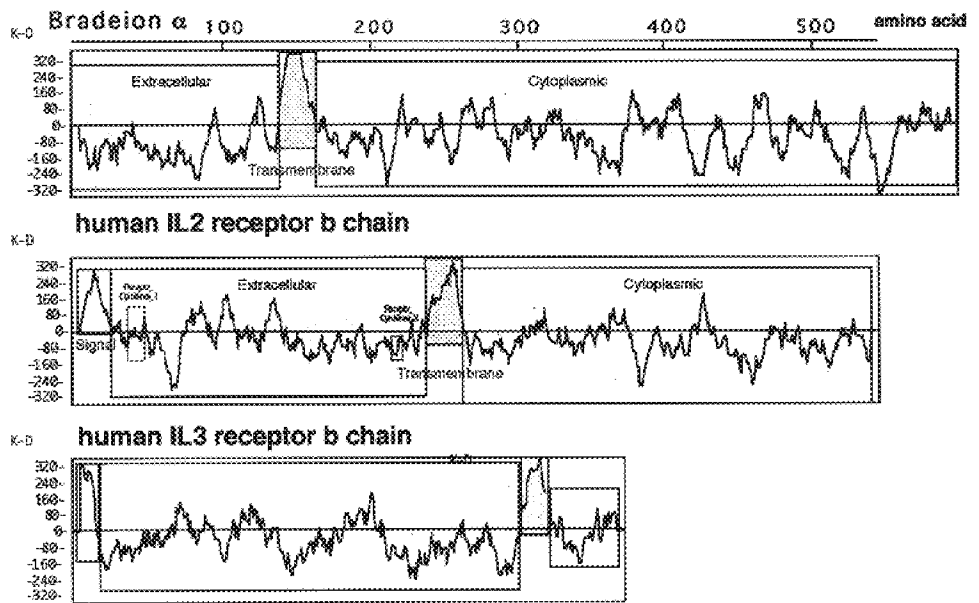 K-D Bradeion α amino acid
100 200 300 400 500
320-
240
160
80-
0-
-80-
-160-
-240-
-320-
Extracellular Cytoplasmic
Transmembrane
human IL2 receptor b chain
K-D
320-
240
160
80
0
-80-
-160-
-240-
-320-
Extracellular Cytoplasmic
Signal
Transmembrane
human IL3 receptor b chain
K-D
K-D
320-
240-
160
80
0
-80-
-160
-240-
-320-